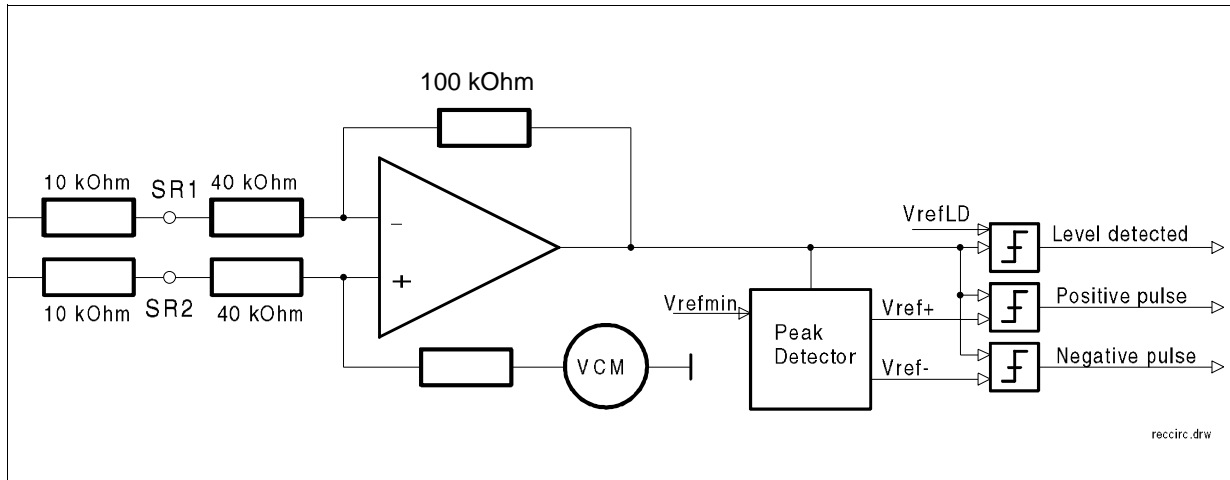 100 kOhm
10 kOhm
SR1
40 kOhm
VrefLD
Level detected
10 kOhm
SR2
40 kOhm
Vrefmin
Peak
Detector
Vref+
Positive pulse
VCM
Vref-
Negative pulse
reccirc.drw